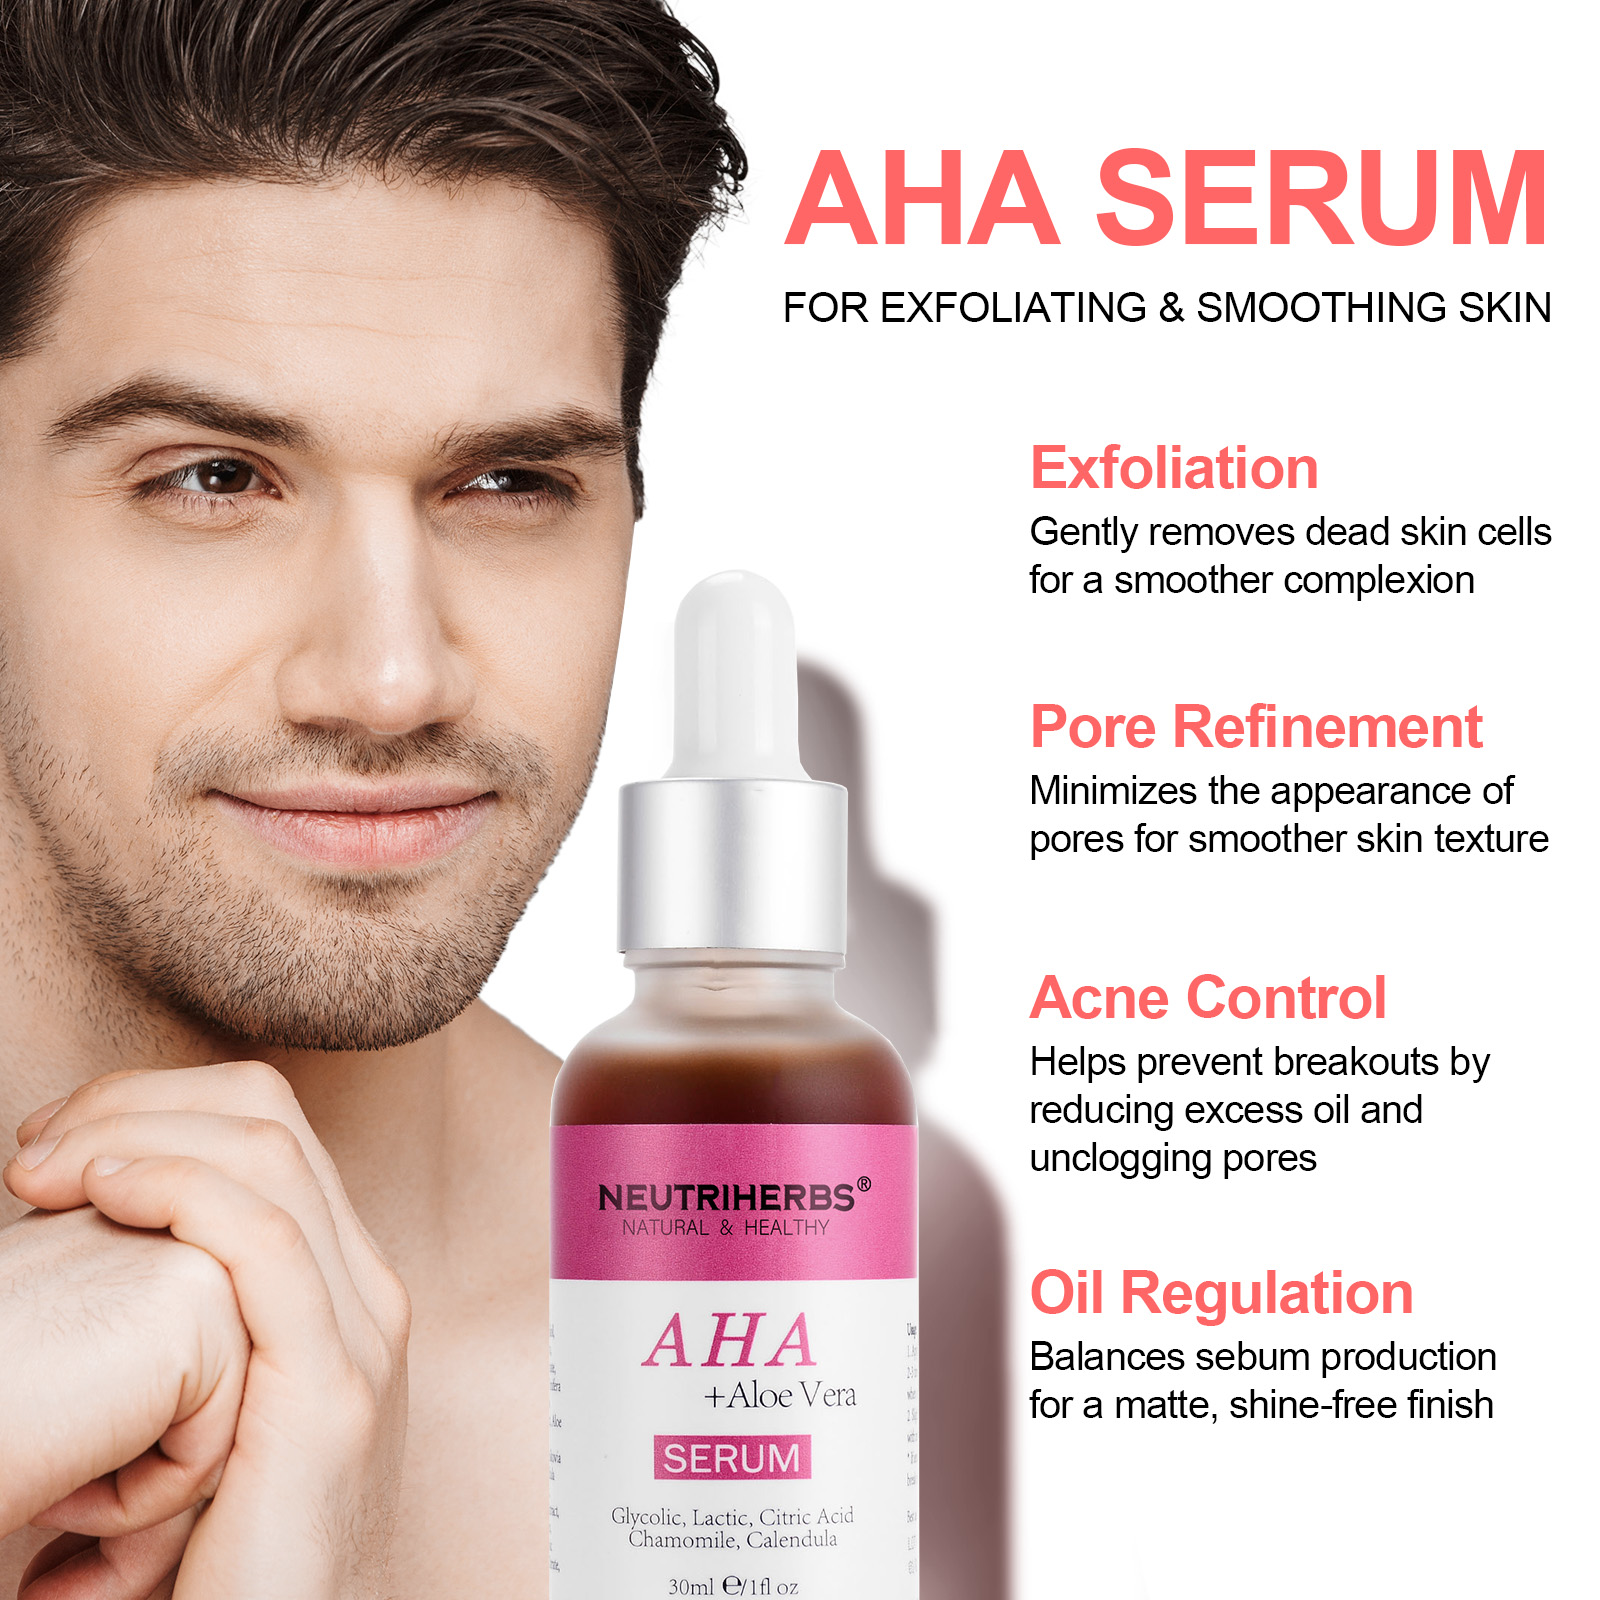 AHA SERUM
FOR EXFOLIATING & SMOOTHING SKIN
Exfoliation
Gently removes dead skin cells
for a smoother complexion
Pore Refinement
Minimizes the appearance of
pores for smoother skin texture
Acne Control
Helps prevent breakouts by
reducing excess oil and
unclogging pores
Oil Regulation
Balances sebum production
for a matte, shine-free finish
NEUTRIHERBS®
NATURAL & HEALTHY
AHA
+Aloe Vera
SERUM
Glycolic, Lactic, Citric Acid
Chamomile, Calendula
30ml ℮/1fl oz